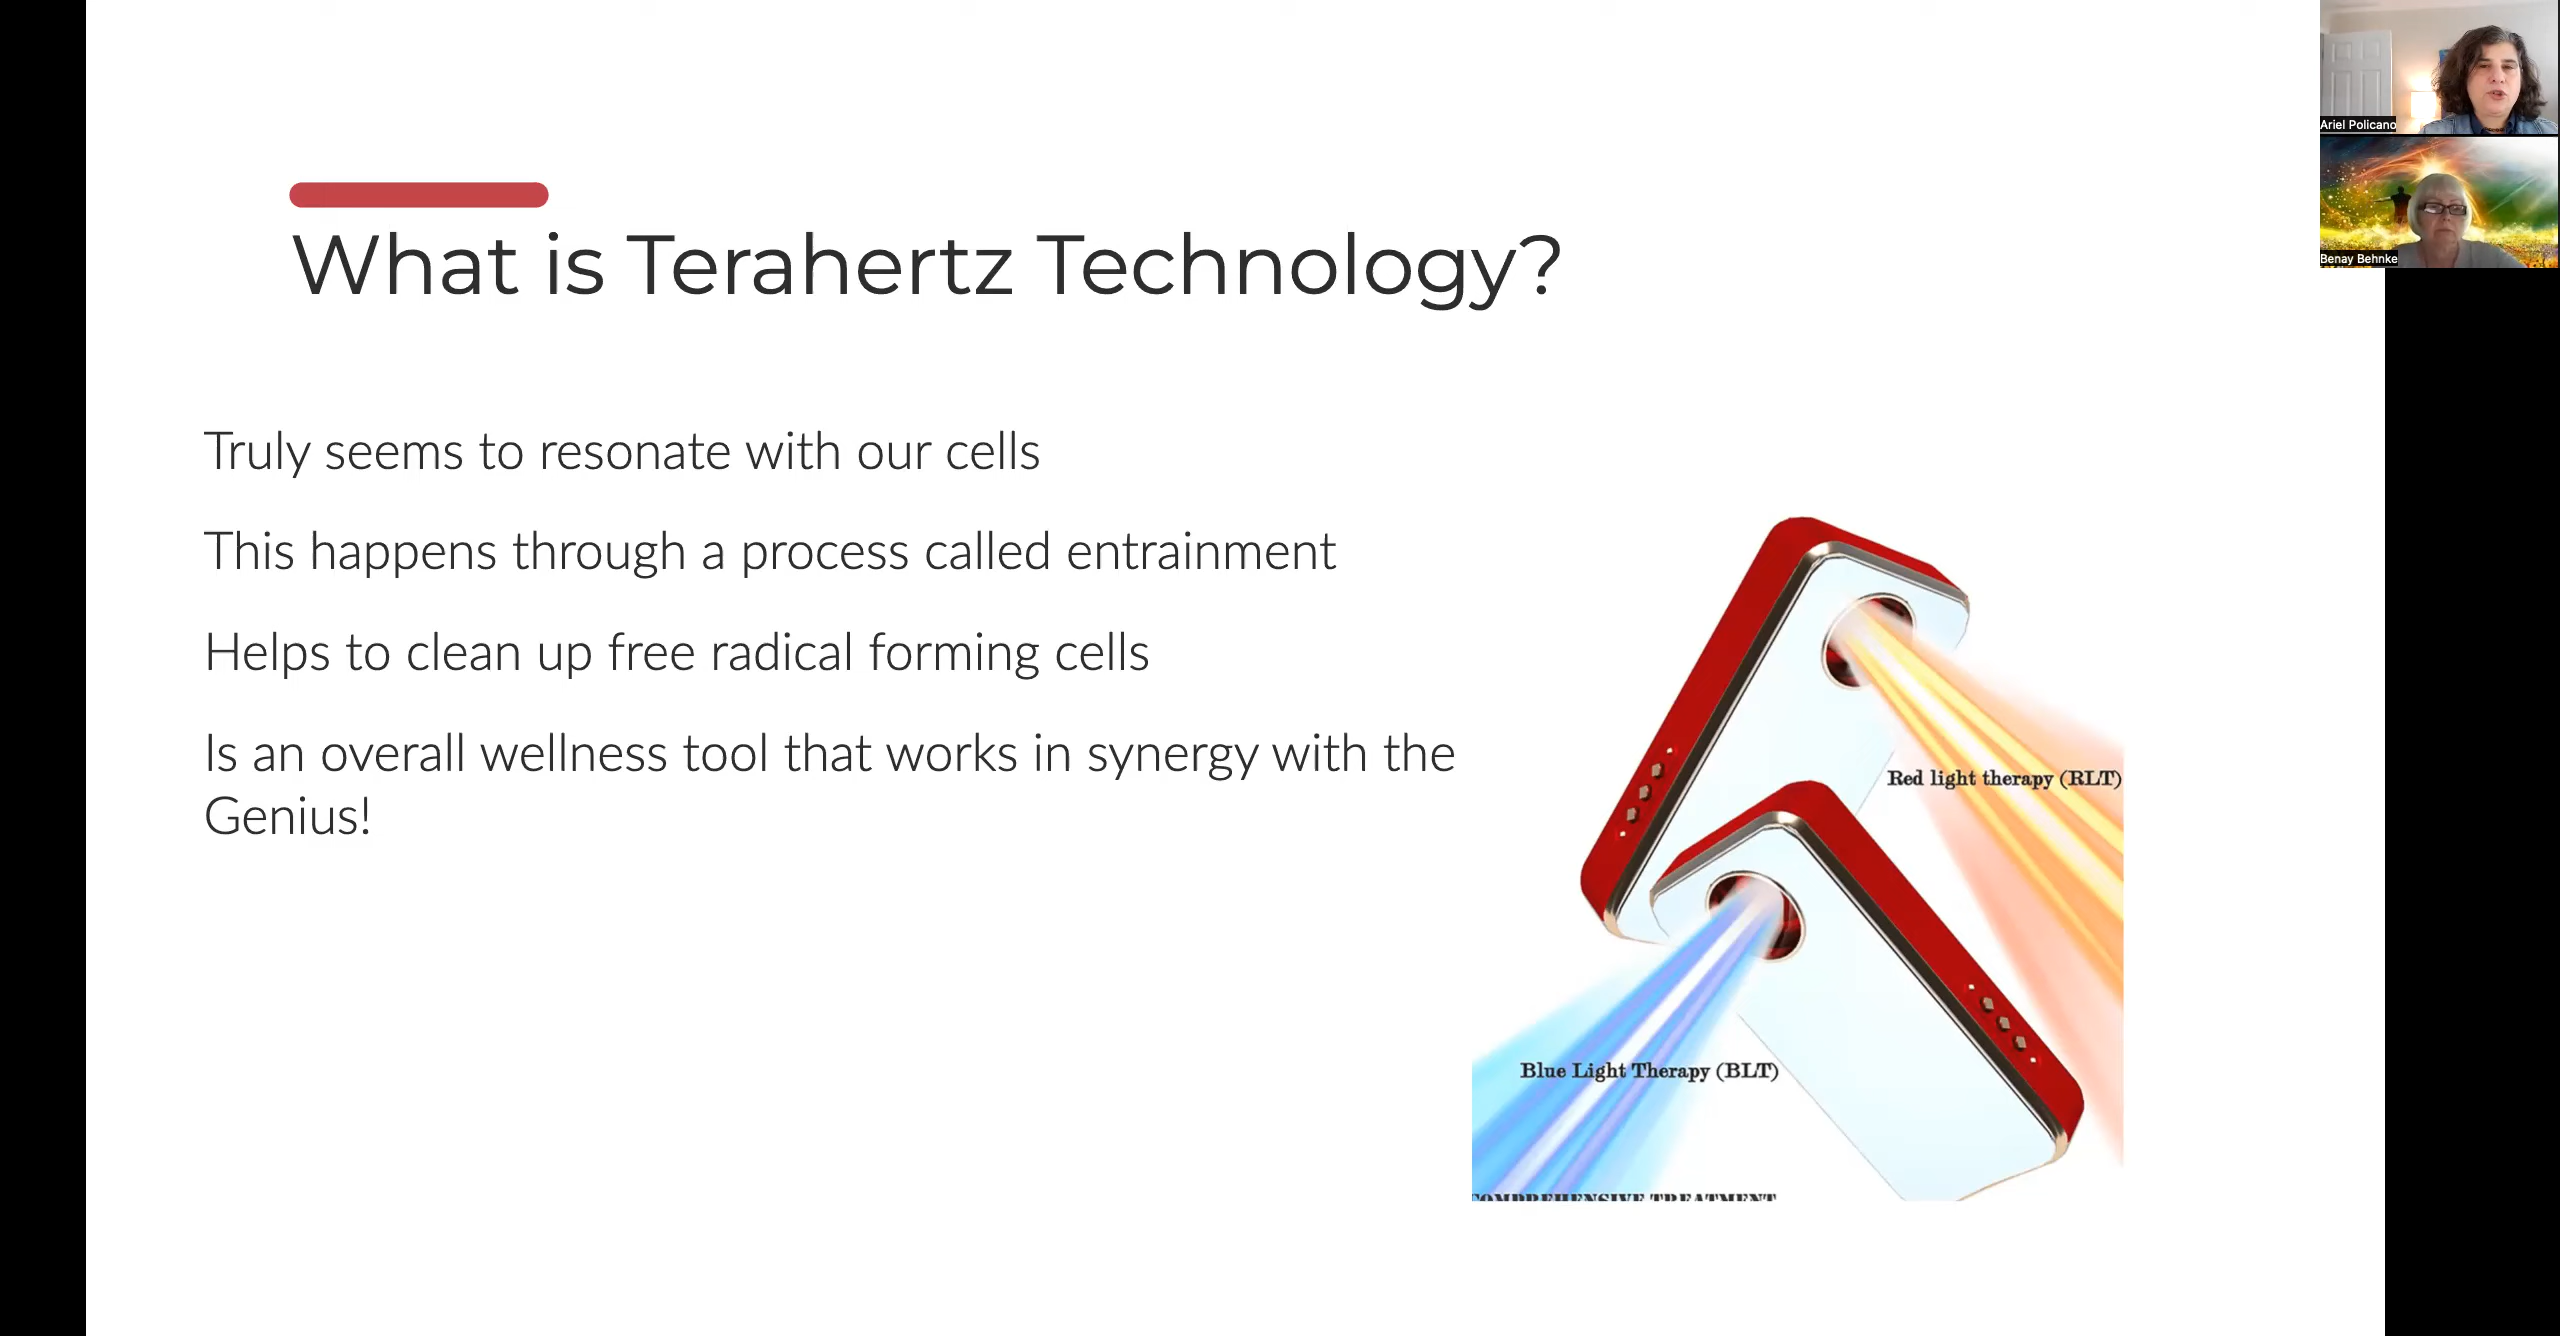 What is Terahertz Technology?
Truly seems to resonate with our cells
This happens through a process called entrainment
Helps to clean up free radical forming cells
Is an overall wellness tool that works in synergy with the
Genius!
Red light therapy (RLT)
Blue Light Therapy (BLT)
COMPREHENSIVE TREATMENT
Ariel Policano
Benay Behnke